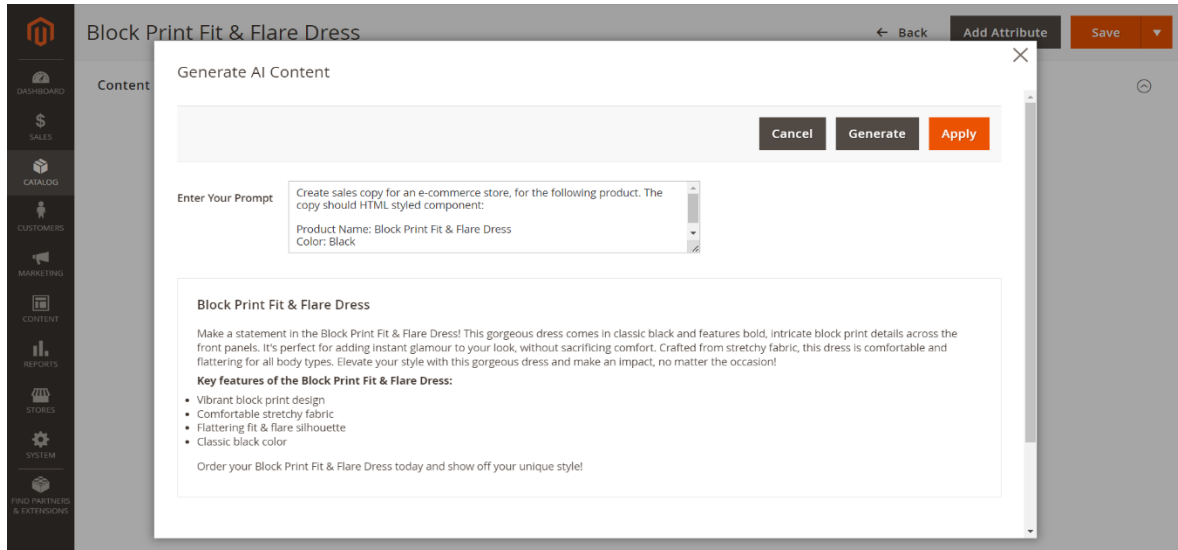 Block Print Fit & Flare Dress
← Back
Add Attribute
Save
DASHBOARD
SALES
CATALOG
CUSTOMERS
MARKETING
CONTENT
REPORTS
STORES
SYSTEM
FIND PARTNERS
& EXTENSIONS
Content
Generate AI Content
Cancel
Generate
Apply
Enter Your Prompt
Create sales copy for an e-commerce store, for the following product. The
copy should HTML styled component:
Product Name: Block Print Fit & Flare Dress
Color: Black
Block Print Fit & Flare Dress
Make a statement in the Block Print Fit & Flare Dress! This gorgeous dress comes in classic black and features bold, intricate block print details across the
front panels. It's perfect for adding instant glamour to your look, without sacrificing comfort. Crafted from stretchy fabric, this dress is comfortable and
flattering for all body types. Elevate your style with this gorgeous dress and make an impact, no matter the occasion!
Key features of the Block Print Fit & Flare Dress:
• Vibrant block print design
• Comfortable stretchy fabric
• Flattering fit & flare silhouette
• Classic black color
Order your Block Print Fit & Flare Dress today and show off your unique style!